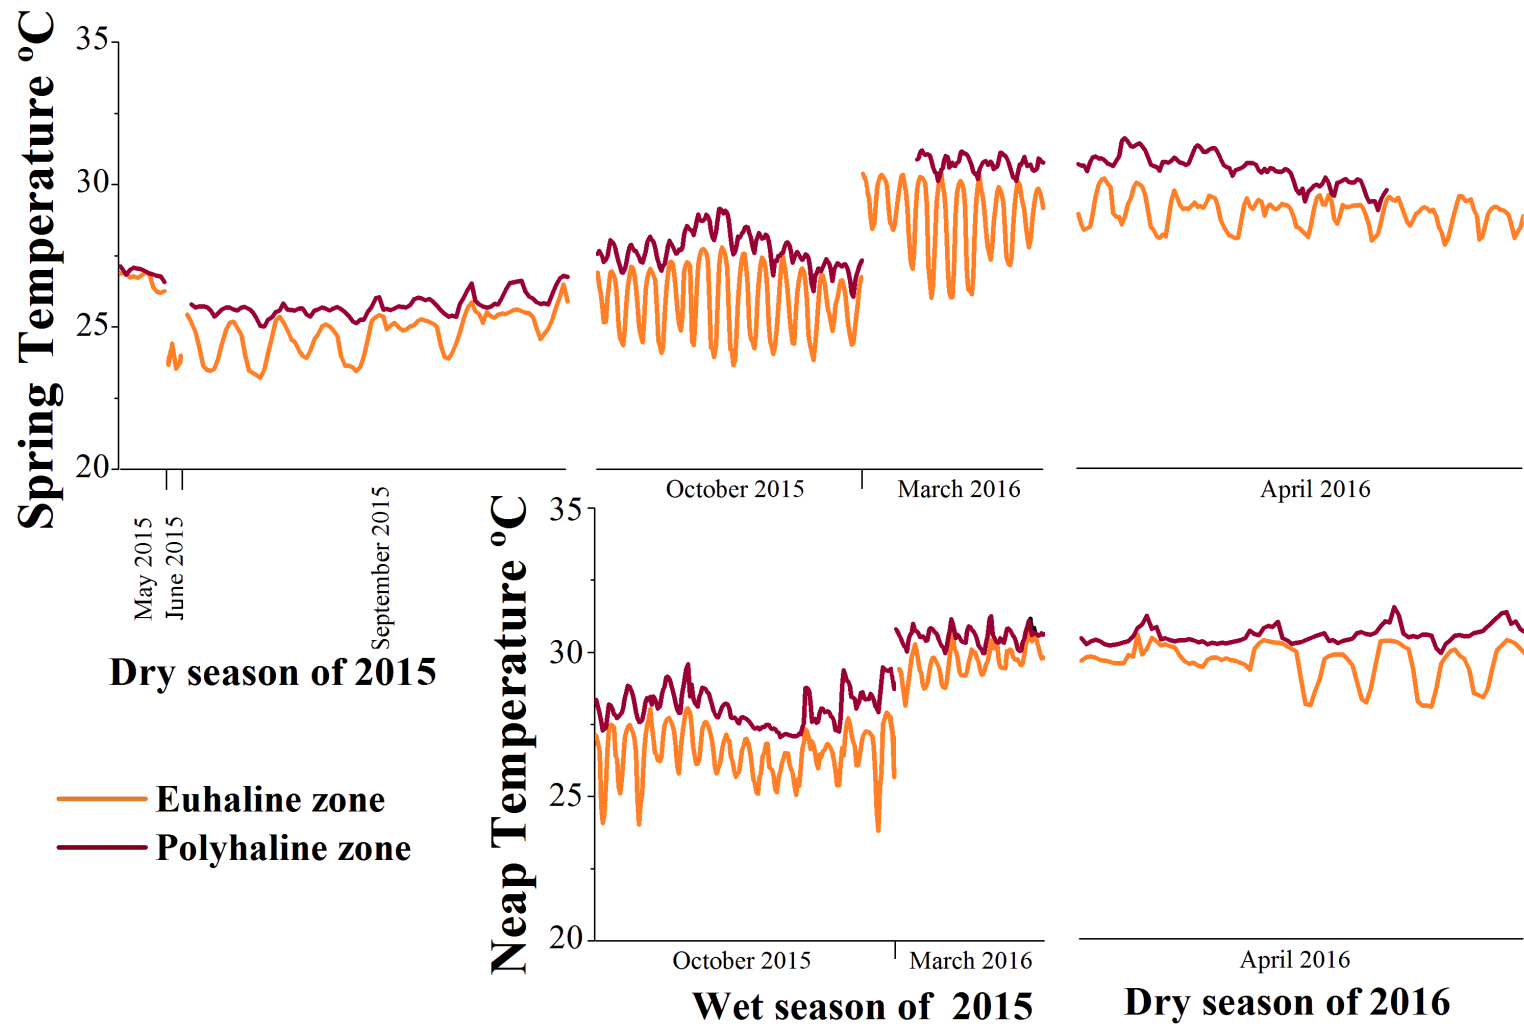 Spring Temperature ºC
35
30
25
20
May 2015
June 2015
September 2015
October 2015
March 2016
April 2016
Dry season of 2015
Neap Temperature ºC
35
30
25
20
October 2015
March 2016
April 2016
Wet season of  2015
Dry season of 2016
Euhaline zone
Polyhaline zone